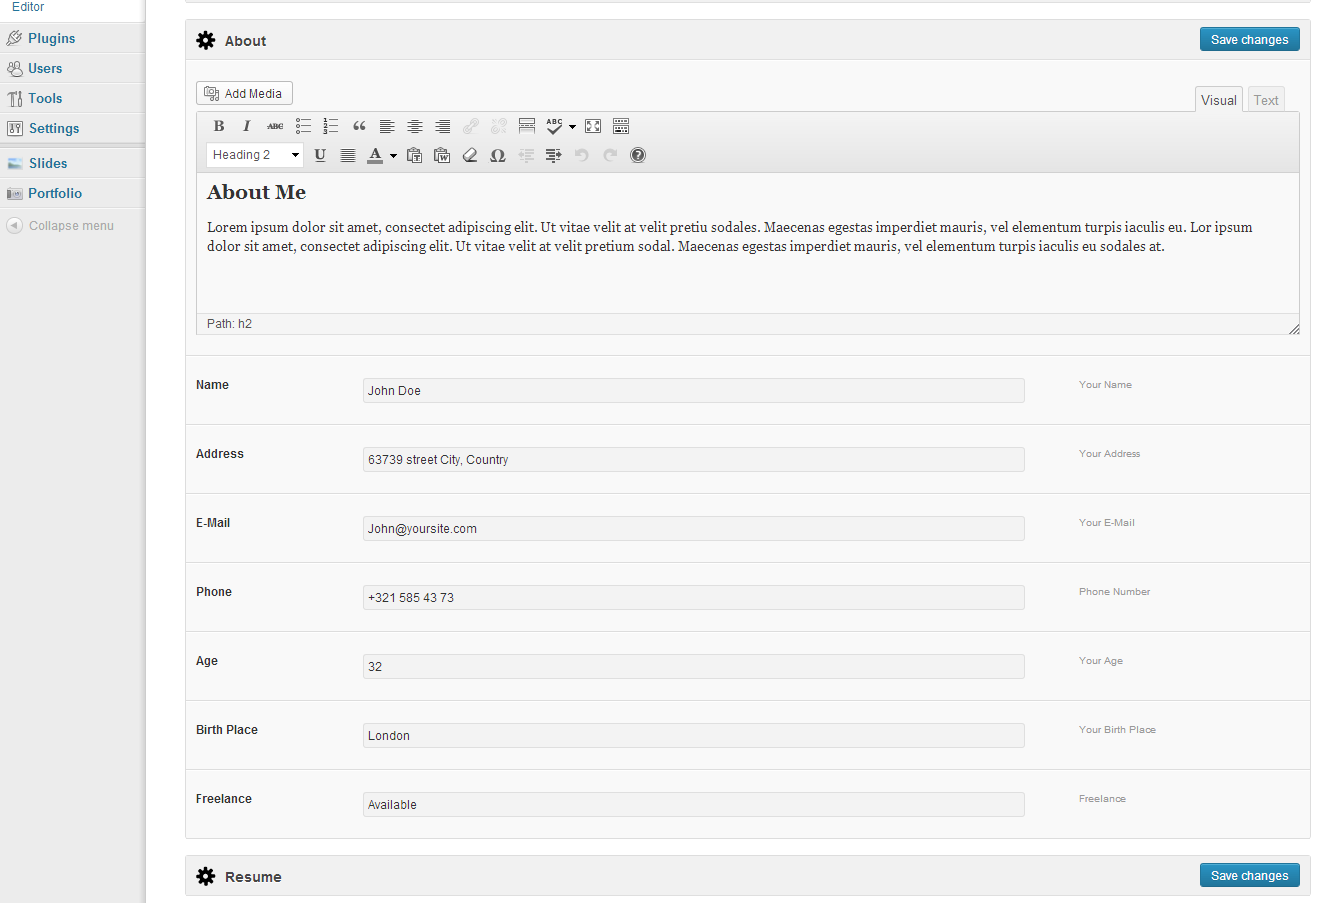 Editor
Plugins
Users
Tools
Settings
Slides
Portfolio
Collapse menu
About
Save changes
Add Media
Visual
Text
B I ABC ABC
Heading 2 U A Ω
About Me
Lorem ipsum dolor sit amet, consectet adipiscing elit. Ut vitae velit at velit pretiu sodales. Maecenas egestas imperdiet mauris, vel elementum turpis iaculis eu. Lor ipsum
dolor sit amet, consectet adipiscing elit. Ut vitae velit at velit pretium sodal. Maecenas egestas imperdiet mauris, vel elementum turpis iaculis eu sodales at.
Path: h2
Name
John Doe
Your Name
Address
63739 street City, Country
Your Address
E-Mail
John@yoursite.com
Your E-Mail
Phone
+321 585 43 73
Phone Number
Age
32
Your Age
Birth Place
London
Your Birth Place
Freelance
Available
Freelance
Resume
Save changes